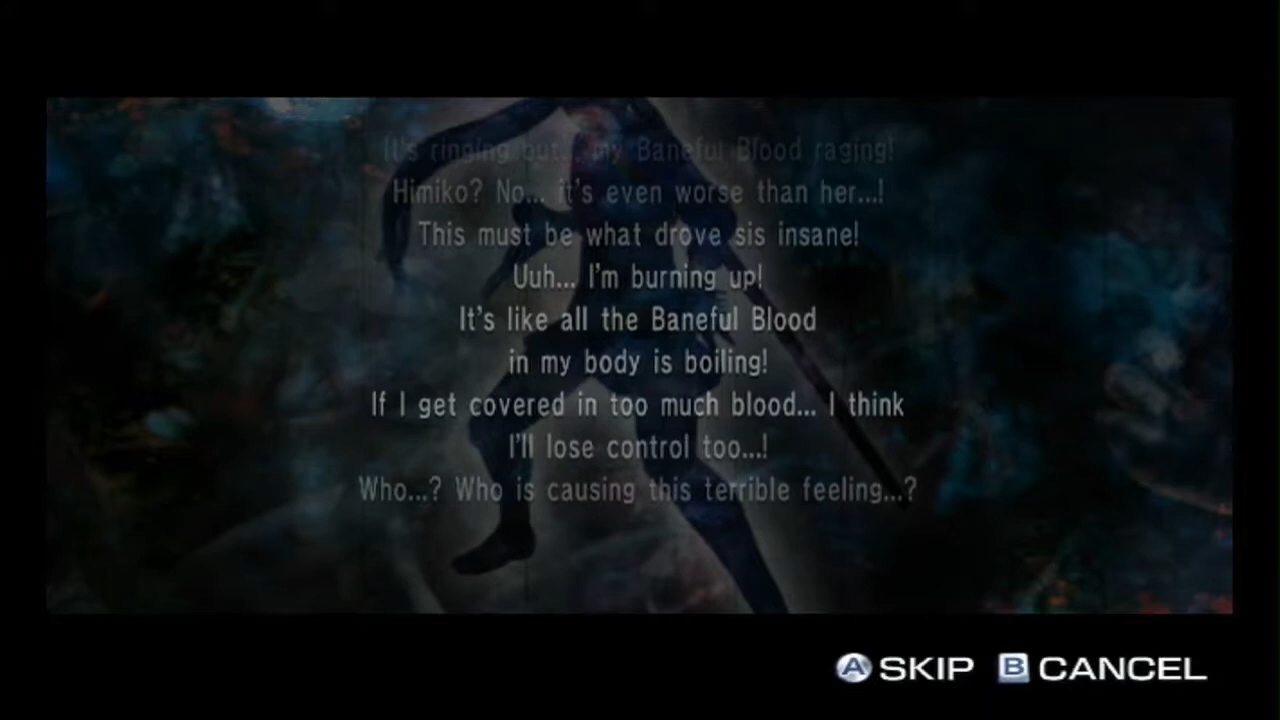 It's ringing but... my Baneful Blood raging!
Himiko? No... it's even worse than her...!
This must be what drove sis insane!
Uuh... I'm burning up!
It's like all the Baneful Blood
in my body is boiling!
If I get covered in too much blood... I think
I'll lose control too...!
Who...? Who is causing this terrible feeling...?
A SKIP B CANCEL